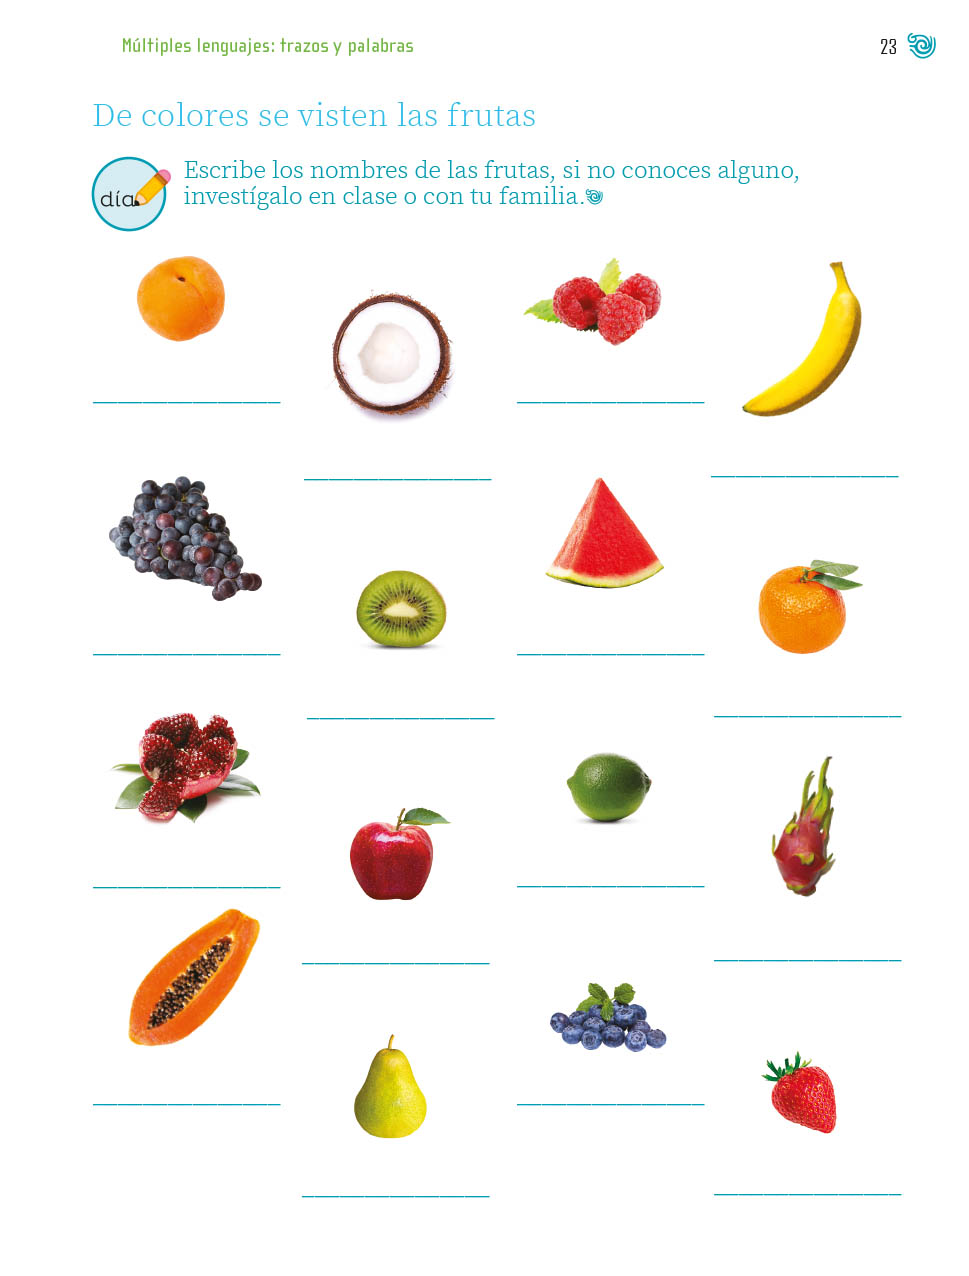 Múltiples lenguajes: trazos y palabras
23
De colores se visten las frutas
día
Escribe los nombres de las frutas, si no conoces alguno,
investígalo en clase o con tu familia.